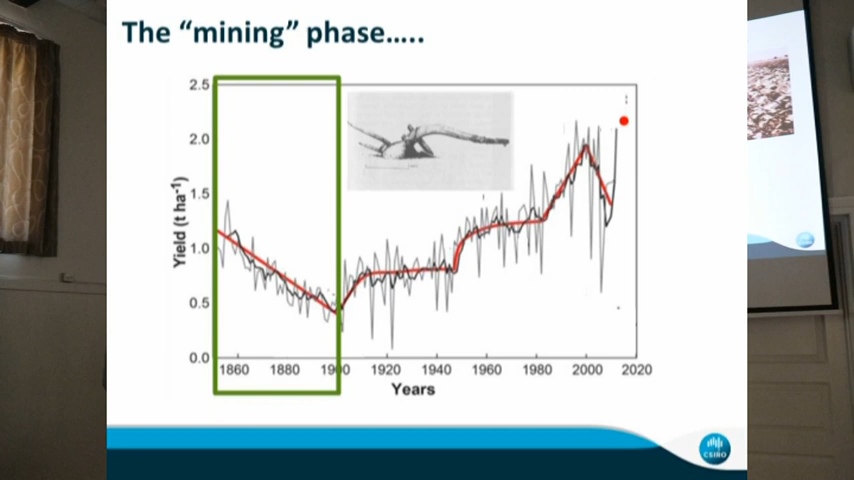 The “mining” phase…..
2.5
2.0
1.5
1.0
0.5
0.0
Yield (t ha-1)
1860 1880 1900 1920 1940 1960 1980 2000 2020
Years
CSIRO